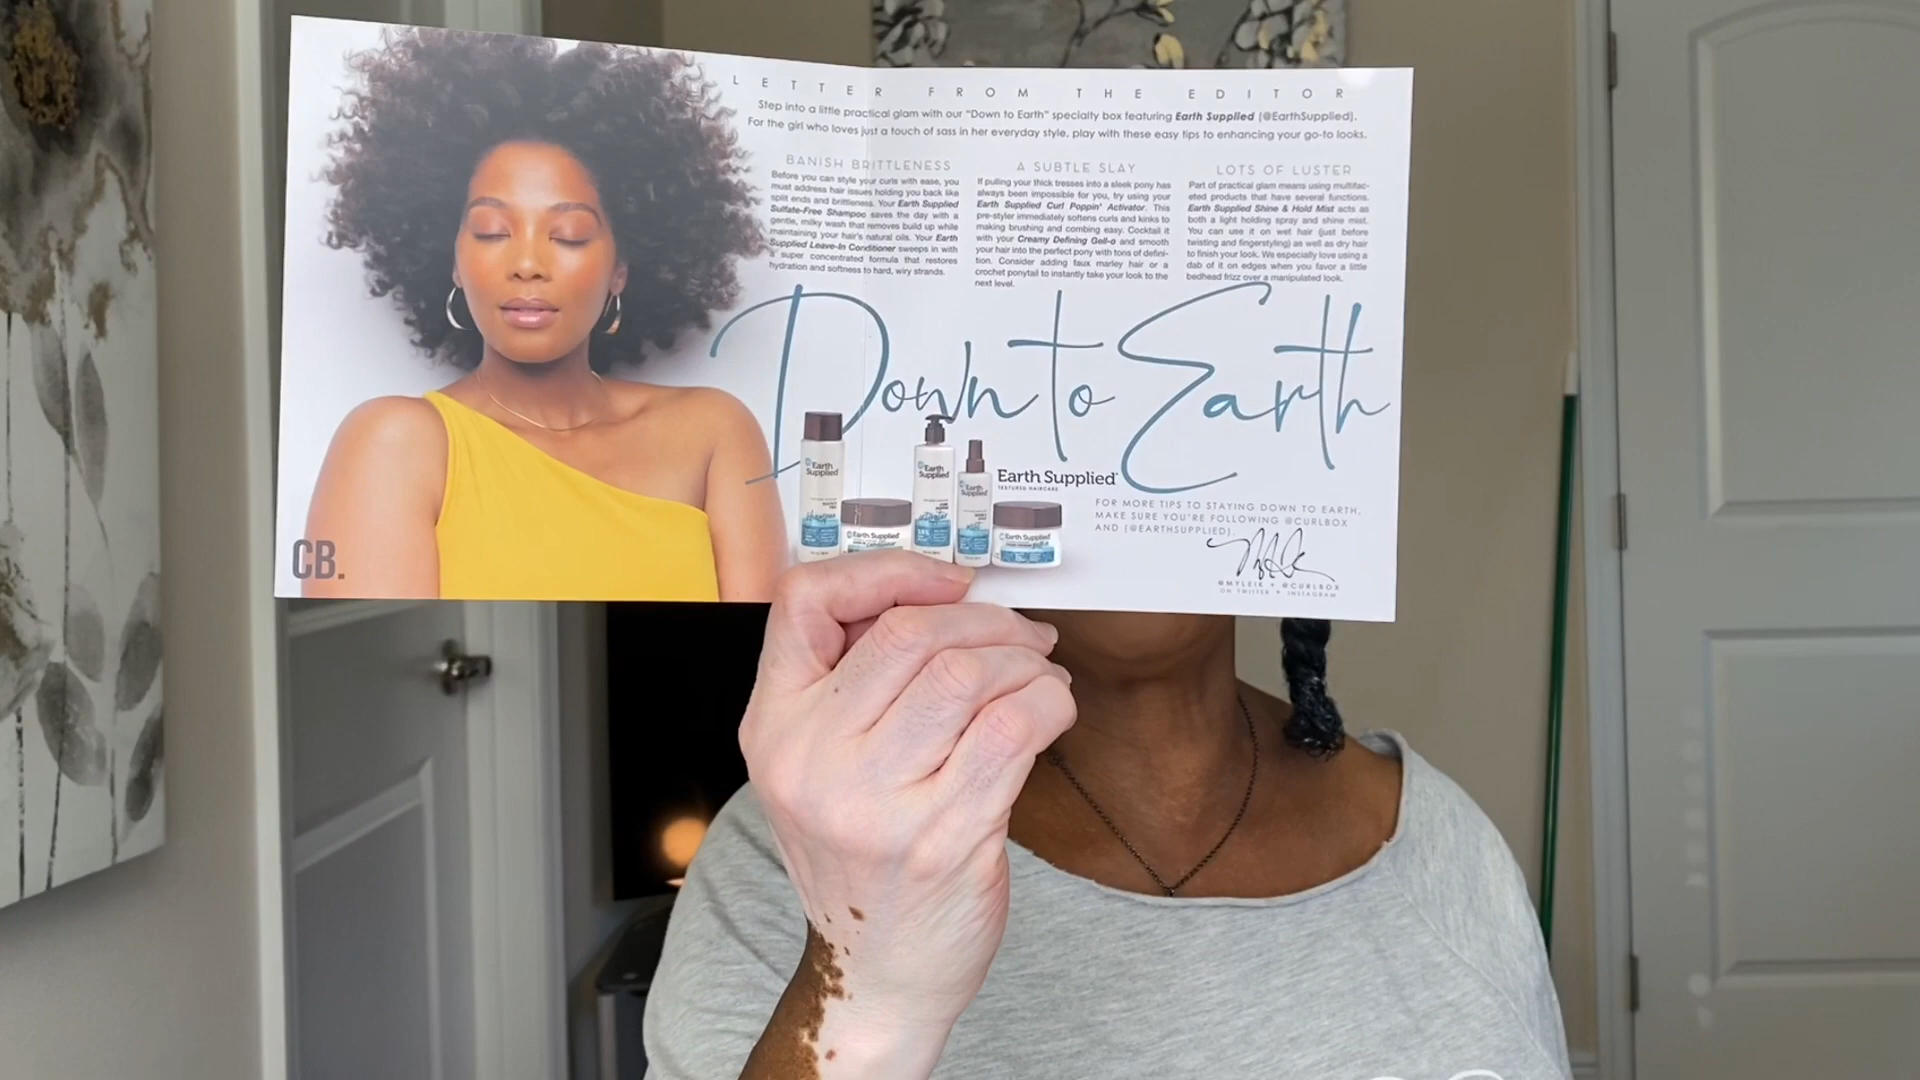 LETTER FROM THE EDITOR
Step into a little practical glam with our "Down to Earth" specialty box featuring Earth Supplied (@EarthSupplied).
For the girl who loves just a touch of sass in her everyday style, play with these easy tips to enhancing your go-to looks.
BANISH BRITTLENESS
Before you can style your curls with ease, you
must address hair issues holding you back like
split ends and brittleness. Your Earth Supplied
Sulfate-Free Shampoo saves the day with a
gentle, milky wash that removes build up while
maintaining your hair's natural oils. Your Earth
Supplied Leave-In Conditioner sweeps in with
a super concentrated formula that restores
hydration and softness to hard, wiry strands.
A SUBTLE SLAY
If pulling your thick tresses into a sleek pony has
always been impossible for you, try using your
Earth Supplied Curl Poppin' Activator. This
pre-styler immediately softens curls and kinks to
making brushing and combing easy. Cocktail it
with your Creamy Defining Gell-o and smooth
your hair into the perfect pony with tons of defini-
tion. Consider adding faux marley hair or a
crochet ponytail to instantly take your look to the
next level.
LOTS OF LUSTER
Part of practical glam means using multifac-
eted products that have several functions.
Earth Supplied Shine & Hold Mist acts as
both a light holding spray and shine mist.
You can use it on wet hair (just before
twisting and fingerstyling) as well as dry hair
to finish your look. We especially love using a
dab of it on edges when you favor a little
bedhead frizz over a manipulated look.
Down to Earth
Earth
Supplied
shampoo
Earth Supplied
Earth
Supplied
activator
Earth
Supplied
mist
Earth Supplied
Earth Supplied
TEXTURED HAIRCARE
FOR MORE TIPS TO STAYING DOWN TO EARTH,
MAKE SURE YOU'RE FOLLOWING @CURLBOX
AND (@EARTHSUPPLIED).
@MYLEIK + @CURLBOX
ON TWITTER + INSTAGRAM
CB.